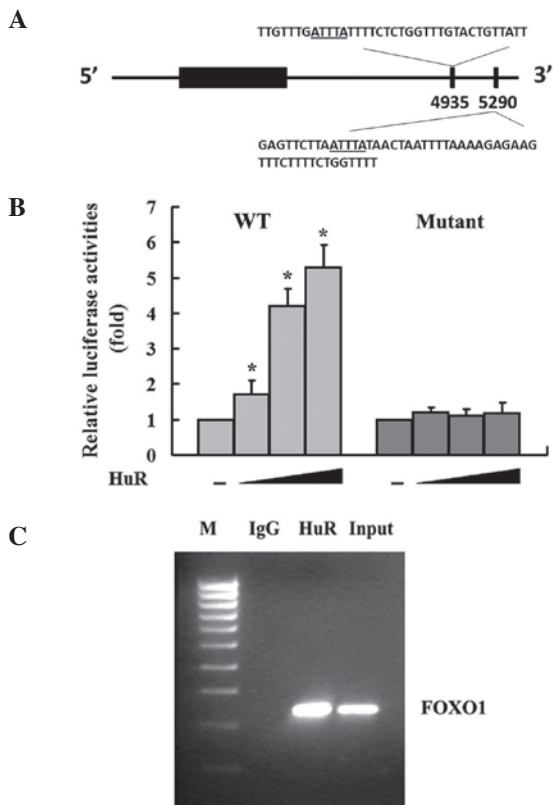 A
TTGTTTGATTTATTTTCTCTGGTTTGTACTGTTATT
5’
3’
4935 5290
GAGTTCTTAATTTATAACTAATTTTAAAAGAGAAG
TTTCTTTTCTGGTTTT
B
Relative luciferase activities
(fold)
7
6
5
4
3
2
1
0
WT
Mutant
*
*
*
HuR
–
–
C
M IgG HuR Input
FOXO1